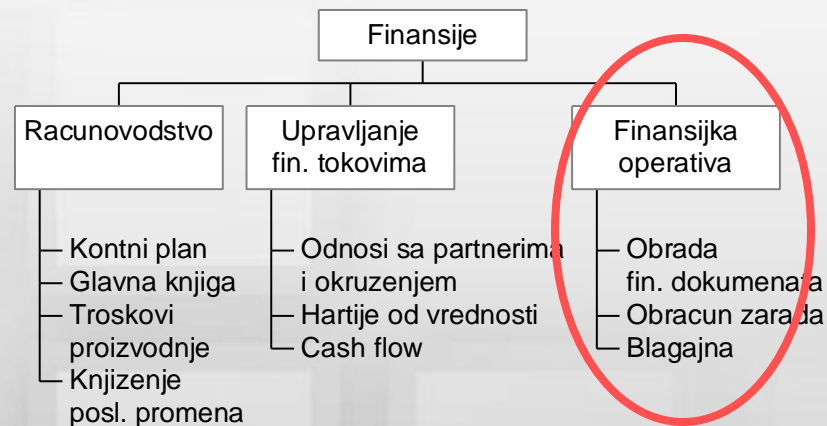 Finansije
Racunovodstvo
Kontni plan
Glavna knjiga
Troskovi
proizvodnje
Knjizenje
posl. promena
Upravljanje
fin. tokovima
Odnosi sa partnerima
i okruzenjem
Hartije od vrednosti
Cash flow
Finansijka
operativa
Obrada
fin. dokumenata
Obracun zarada
Blagajna